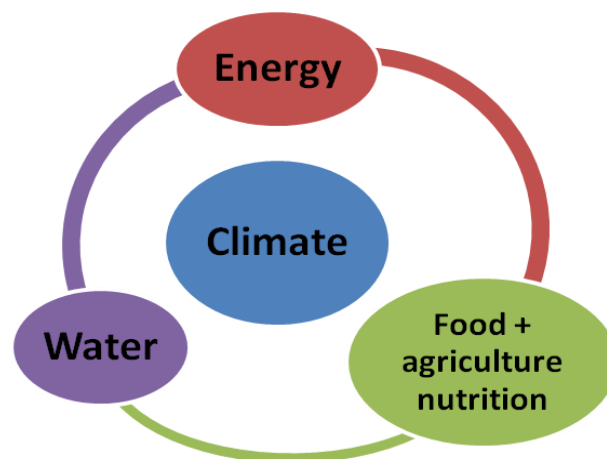 Energy
Climate
Water
Food +
agriculture
nutrition